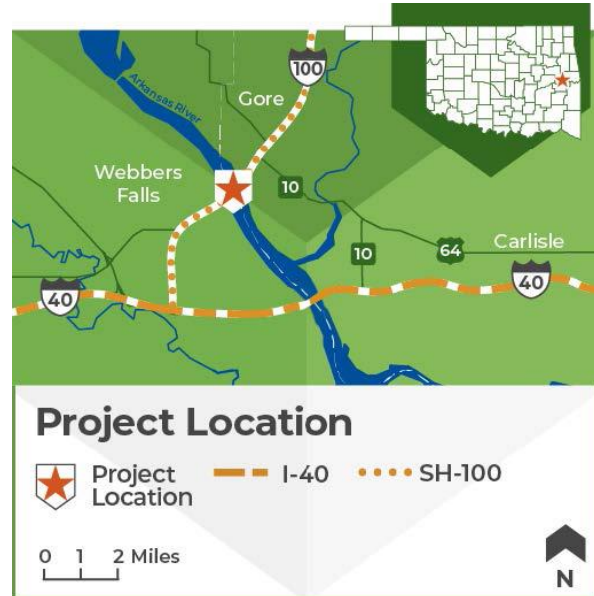 100
Gore
Arkansas River
Webbers
Falls
10
10
64
Carlisle
40
40
Project Location
Project
Location
I-40
SH-100
0 1 2 Miles
N